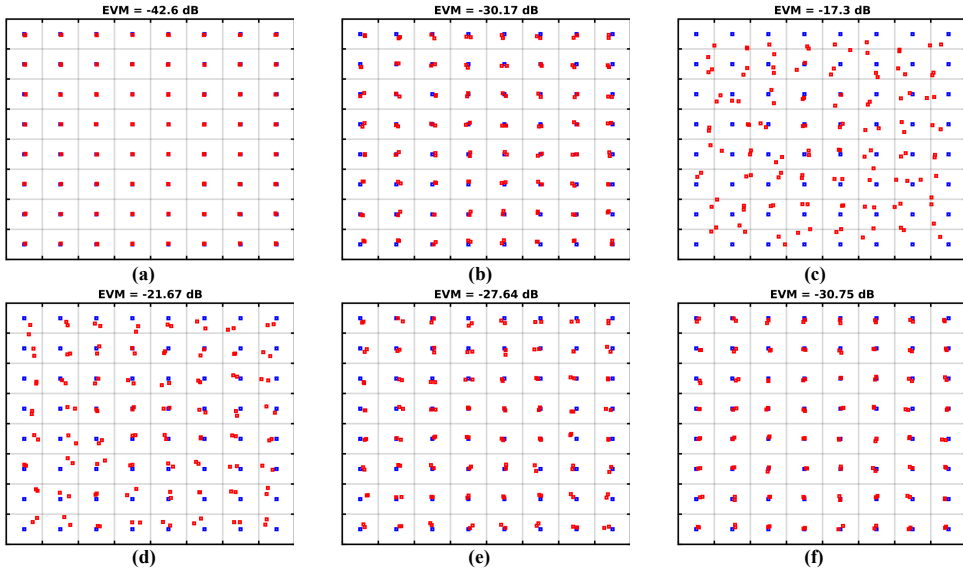 EVM = -42.6 dB
EVM = -30.17 dB
EVM = -17.3 dB
(a)
(b)
(c)
EVM = -21.67 dB
EVM = -27.64 dB
EVM = -30.75 dB
(d)
(e)
(f)